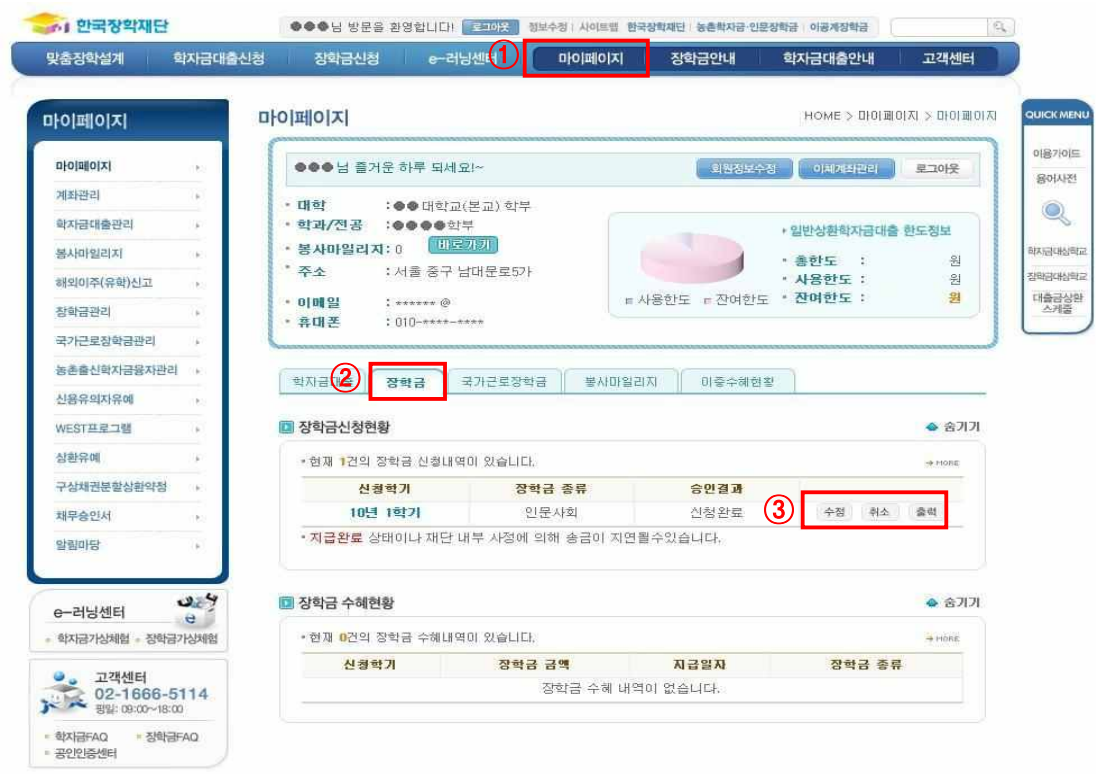 한국장학재단
●●●님 방문을 환영합니다! 로그아웃 정보수정 | 사이트맵 한국장학재단 | 농촌학자금·인문장학금 | 이공계장학금
맞춤장학설계 학자금대출신청 장학금신청 e-러닝센터 ① 마이페이지 장학금안내 학자금대출안내 고객센터
마이페이지
마이페이지
계좌관리
학자금대출관리
봉사마일리지
해외이주(유학)신고
장학금관리
국가근로장학금관리
농촌출신학자금융자관리
신용유의자유예
WEST프로그램
상환유예
구상채권분할상환약정
채무승인서
알림마당
e-러닝센터
학자금가상체험 장학금가상체험
고객센터
02-1666-5114
평일: 09:00~18:00
학자금FAQ 장학금FAQ
공인인증센터
마이페이지 HOME > 마이페이지 > 마이페이지
●●●님 즐거운 하루 되세요!~ 회원정보수정 이체계좌관리 로그아웃
대학 :●● 대학교(본교) 학부
학과/전공 :●●●●학부
봉사마일리지: 0 바로가기
주소 : 서울 중구 남대문로5가
이메일 : ****** @
휴대폰 : 010-****-****
일반상환학자금대출 한도정보
총한도 : 원
사용한도 : 원
잔여한도 : 원
사용한도 잔여한도
학자금대출 ② 장학금 국가근로장학금 봉사마일리지 이중수혜현황
장학금신청현황 숨기기
현재 1건의 장학금 신청내역이 있습니다. MORE
신청학기 장학금 종류 승인결과
10년 1학기 인문사회 신청완료 ③ 수정 취소 출력
지급완료 상태이나 재단 내부 사정에 의해 송금이 지연될수있습니다.
장학금 수혜현황 숨기기
현재 0건의 장학금 수혜내역이 있습니다. MORE
신청학기 장학금 금액 지급일자 장학금 종류
장학금 수혜 내역이 없습니다.
QUICK MENU
이용가이드
용어사전
학자금대상학교
장학금대상학교
대출금상환
스케줄